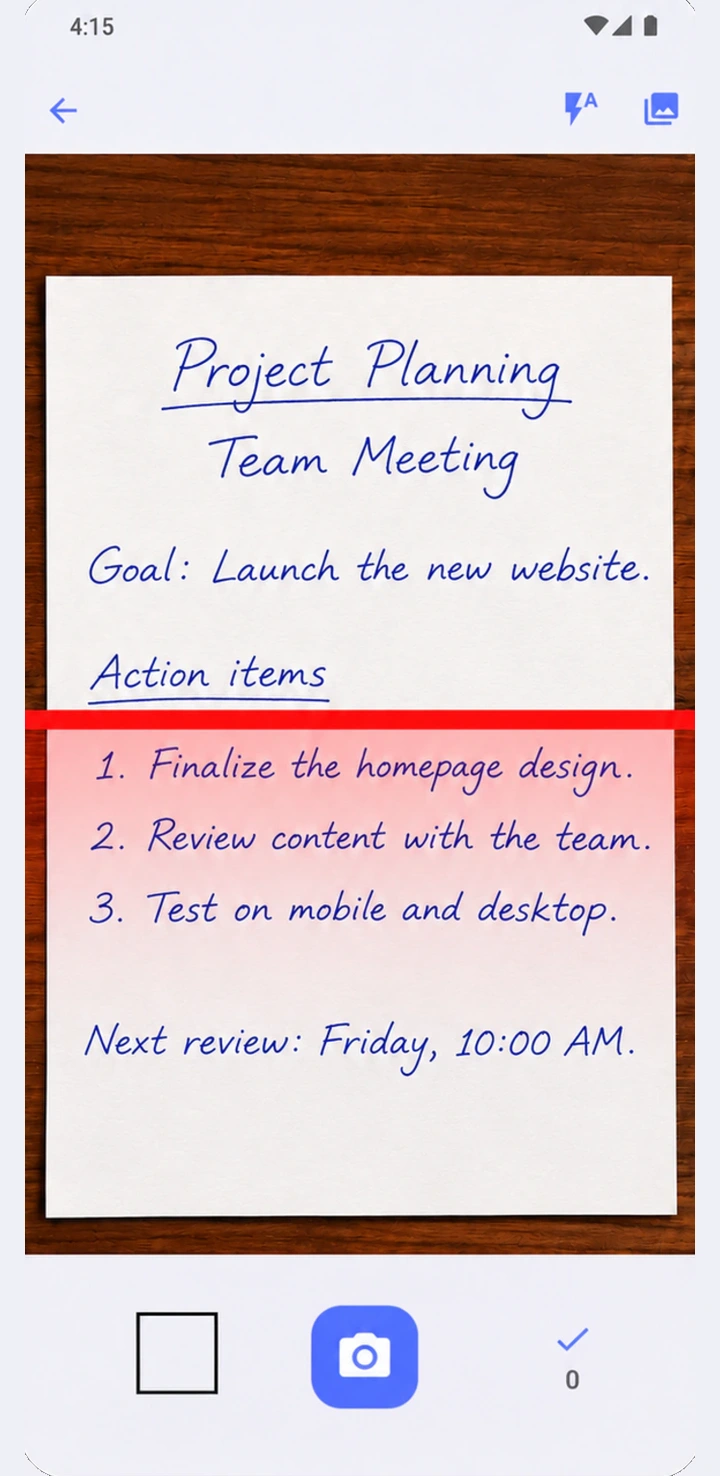 4:15
A
Project Planning
Team Meeting
Goal: Launch the new website.
Action items
1. Finalize the homepage design.
2. Review content with the team.
3. Test on mobile and desktop.
Next review: Friday, 10:00 AM.
0